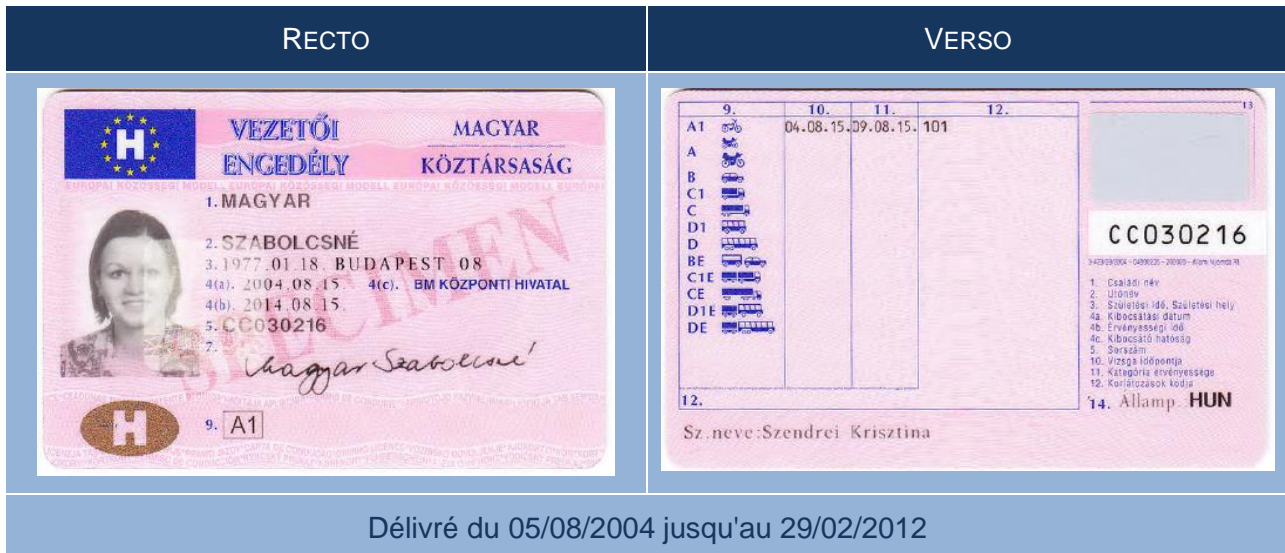 RECTO
VERSO
H
VEZETŐI
ENGEDÉLY
MAGYAR
KÖZTÁRSASÁG
1. MAGYAR
2. SZABOLCSNÉ
3. 1977.01.18. BUDAPEST 08
4(a). 2004.08.15. 4(c). BM KÖZPONTI HIVATAL
4(b). 2014.08.15.
5. CC030216
7. Magyar Szabolcsné
SPECIMEN
H
9. A1
9. 10. 11. 12.
A1 04.08.15. 09.08.15. 101
A
B
C1
C
D1
D
BE
C1E
CE
D1E
DE
12.
Sz.neve:Szendrei Krisztina
13
CC030216
1. Családi név
2. Utónév
3. Születési idő, Születési hely
4a. Kibocsátási dátum
4b. Érvényességi idő
4c. Kibocsátó hatóság
5. Sorszám
10. Vizsga időpontja
11. Kategória érvényessége
12. Korlátozások kódja
14. Államp. HUN
Délivré du 05/08/2004 jusqu'au 29/02/2012